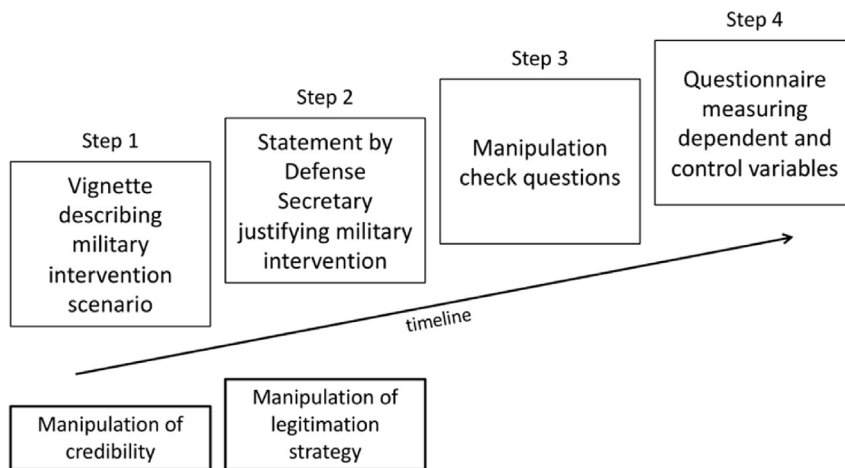 Step 1
Vignette
describing
military
intervention
scenario
Step 2
Statement by
Defense
Secretary
justifying military
intervention
Step 3
Manipulation
check questions
Step 4
Questionnaire
measuring
dependent and
control variables
timeline
Manipulation of
credibility
Manipulation of
legitimation
strategy